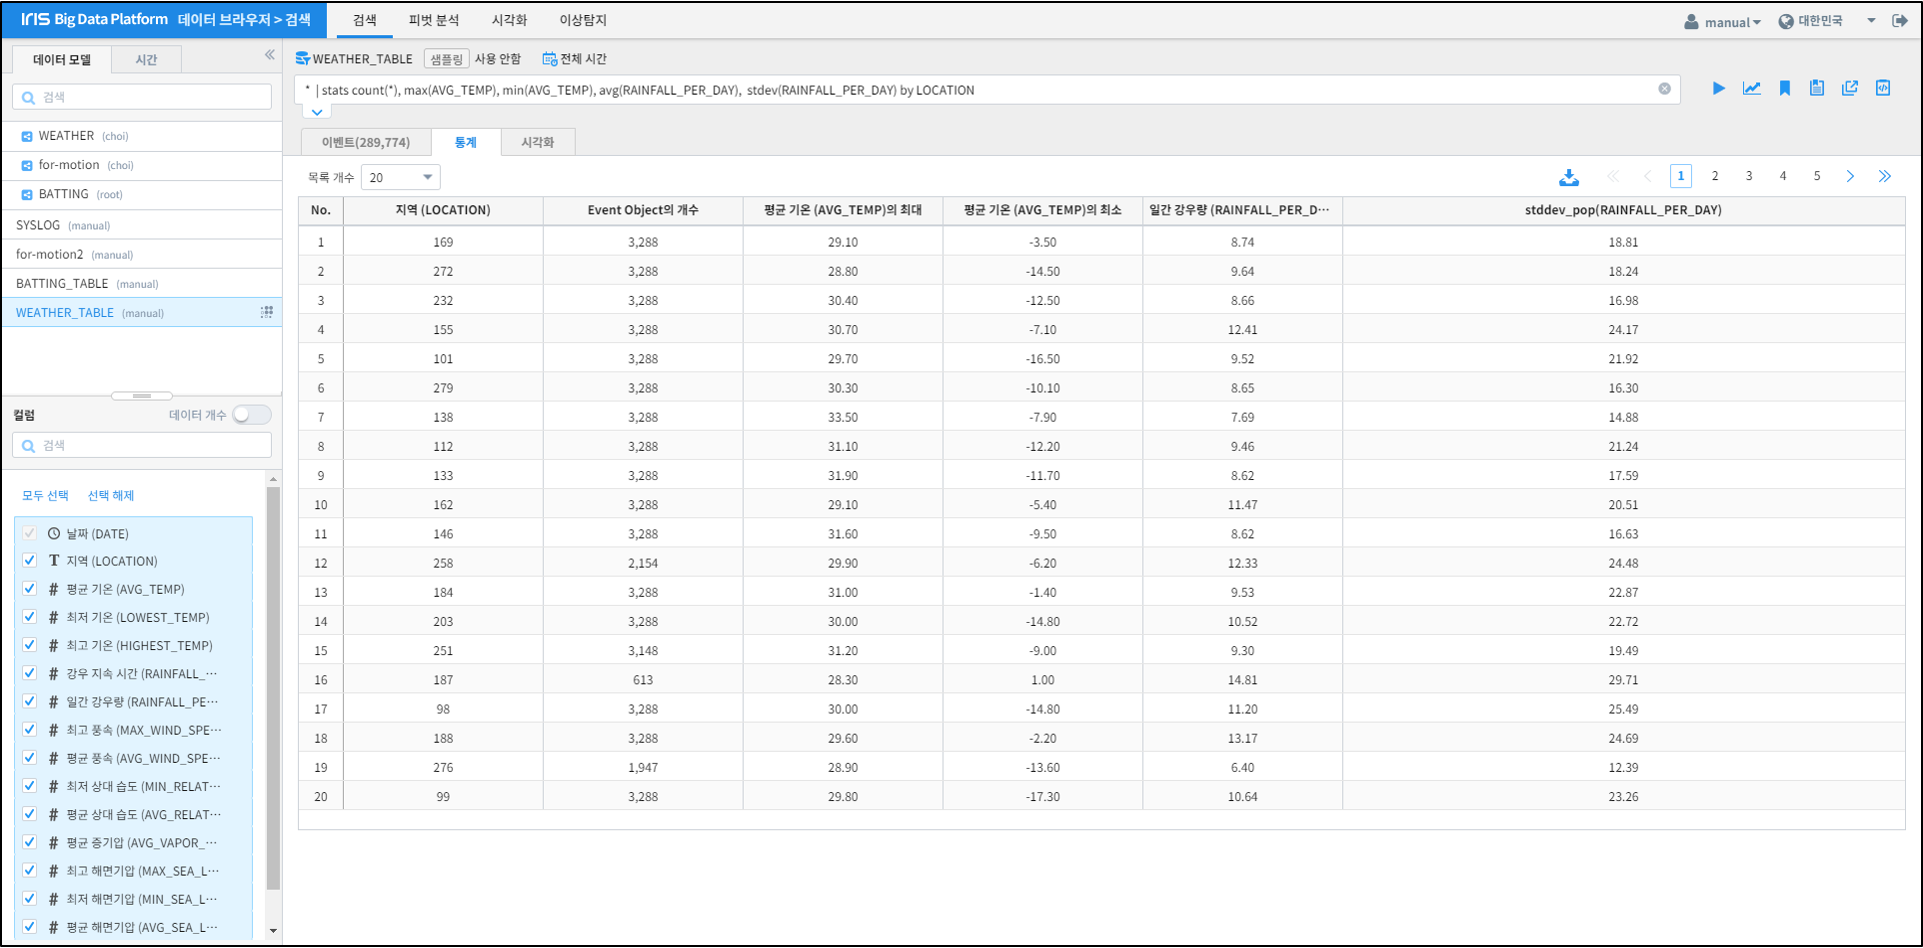 IRIS Big Data Platform 데이터 브라우저 > 검색
검색 피벗 분석 시각화 이상탐지
manual 대한민국
데이터 모델 시간
검색
WEATHER (choi)
for-motion (choi)
BATTING (root)
SYSLOG (manual)
for-motion2 (manual)
BATTING_TABLE (manual)
WEATHER_TABLE (manual)
컬럼 데이터 개수
검색
모두 선택 선택 해제
날짜 (DATE)
T 지역 (LOCATION)
# 평균 기온 (AVG_TEMP)
# 최저 기온 (LOWEST_TEMP)
# 최고 기온 (HIGHEST_TEMP)
# 강우 지속 시간 (RAINFALL_···
# 일간 강우량 (RAINFALL_PE···
# 최고 풍속 (MAX_WIND_SPE···
# 평균 풍속 (AVG_WIND_SPE···
# 최저 상대 습도 (MIN_RELAT···
# 평균 상대 습도 (AVG_RELAT···
# 평균 증기압 (AVG_VAPOR_···
# 최고 해면기압 (MAX_SEA_L···
# 최저 해면기압 (MIN_SEA_L···
# 평균 해면기압 (AVG_SEA_L···
WEATHER_TABLE 샘플링 사용 안함 전체 시간
* | stats count(*), max(AVG_TEMP), min(AVG_TEMP), avg(RAINFALL_PER_DAY), stdev(RAINFALL_PER_DAY) by LOCATION
이벤트(289,774) 통계 시각화
목록 개수 20
1 2 3 4 5
No. 지역 (LOCATION) Event Object의 개수 평균 기온 (AVG_TEMP)의 최대 평균 기온 (AVG_TEMP)의 최소 일간 강우량 (RAINFALL_PER_D··· stddev_pop(RAINFALL_PER_DAY)
1 169 3,288 29.10 -3.50 8.74 18.81
2 272 3,288 28.80 -14.50 9.64 18.24
3 232 3,288 30.40 -12.50 8.66 16.98
4 155 3,288 30.70 -7.10 12.41 24.17
5 101 3,288 29.70 -16.50 9.52 21.92
6 279 3,288 30.30 -10.10 8.65 16.30
7 138 3,288 33.50 -7.90 7.69 14.88
8 112 3,288 31.10 -12.20 9.46 21.24
9 133 3,288 31.90 -11.70 8.62 17.59
10 162 3,288 29.10 -5.40 11.47 20.51
11 146 3,288 31.60 -9.50 8.62 16.63
12 258 2,154 29.90 -6.20 12.33 24.48
13 184 3,288 31.00 -1.40 9.53 22.87
14 203 3,288 30.00 -14.80 10.52 22.72
15 251 3,148 31.20 -9.00 9.30 19.49
16 187 613 28.30 1.00 14.81 29.71
17 98 3,288 30.00 -14.80 11.20 25.49
18 188 3,288 29.60 -2.20 13.17 24.69
19 276 1,947 28.90 -13.60 6.40 12.39
20 99 3,288 29.80 -17.30 10.64 23.26